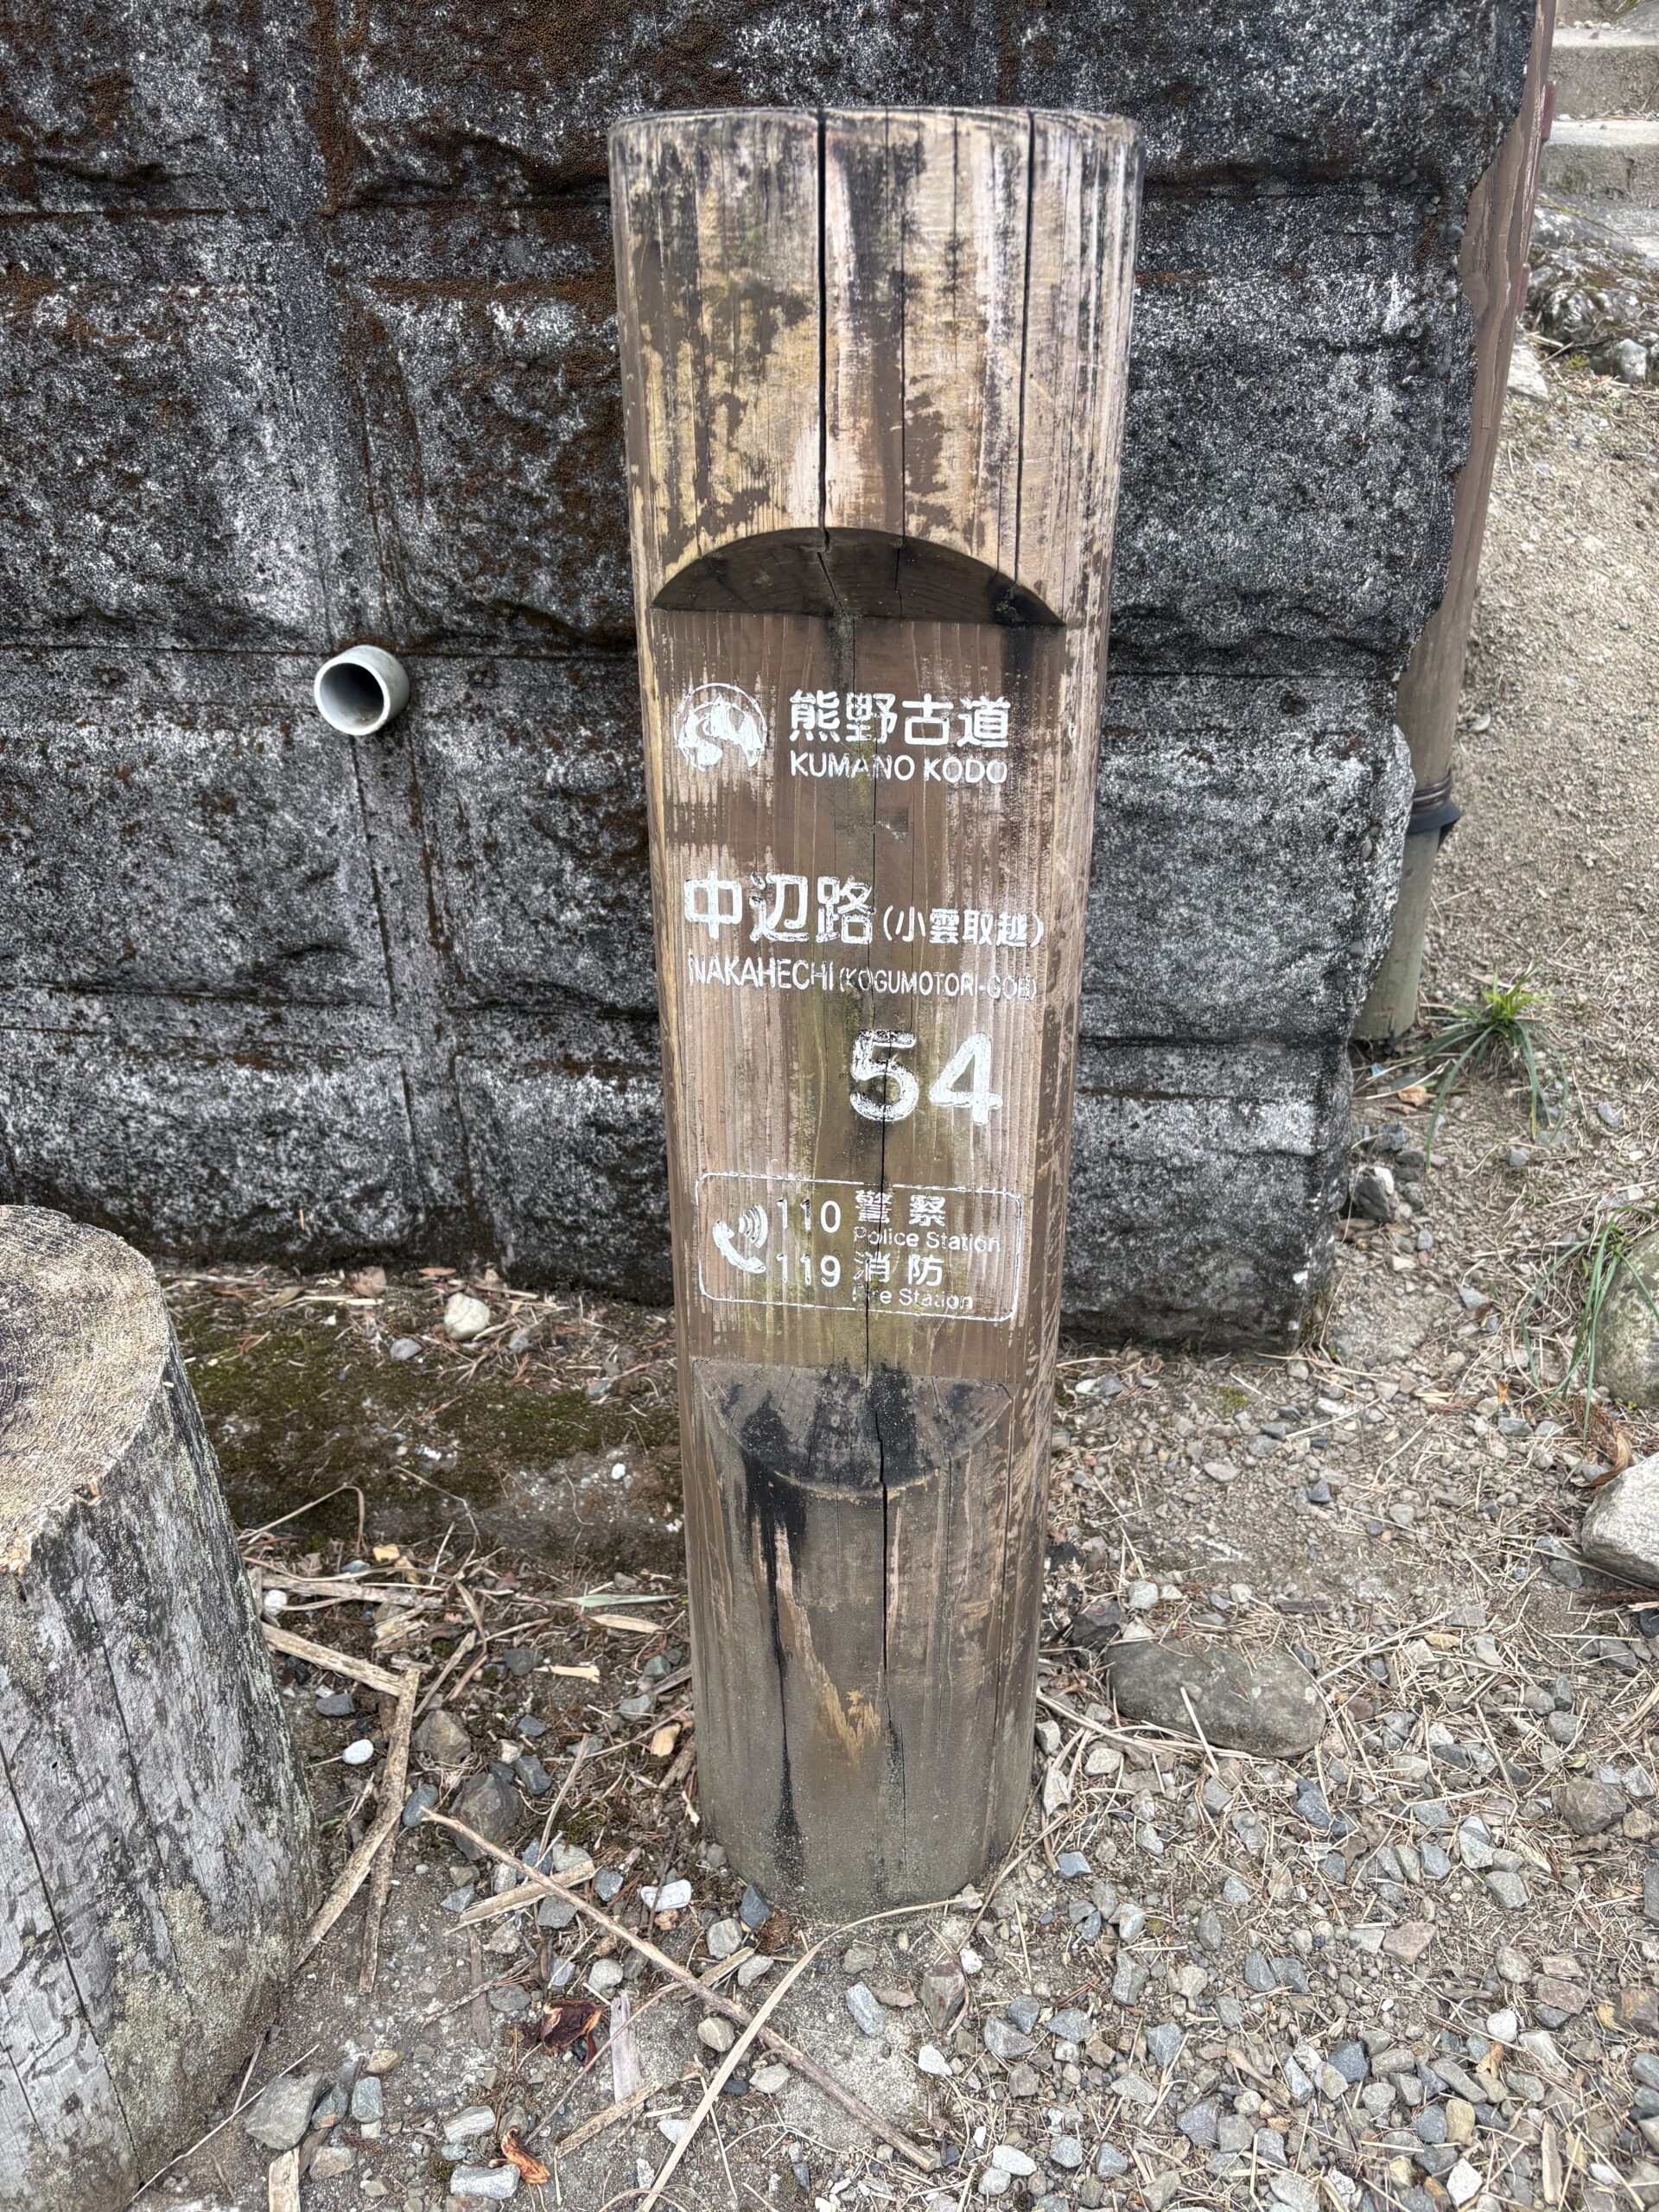 熊野古道
KUMANO KODO
中辺路(小雲取越)
NAKAHECHI(KOGUMOTORI-GOE)
54
110 警察
Police Station
119 消防
Fire Station